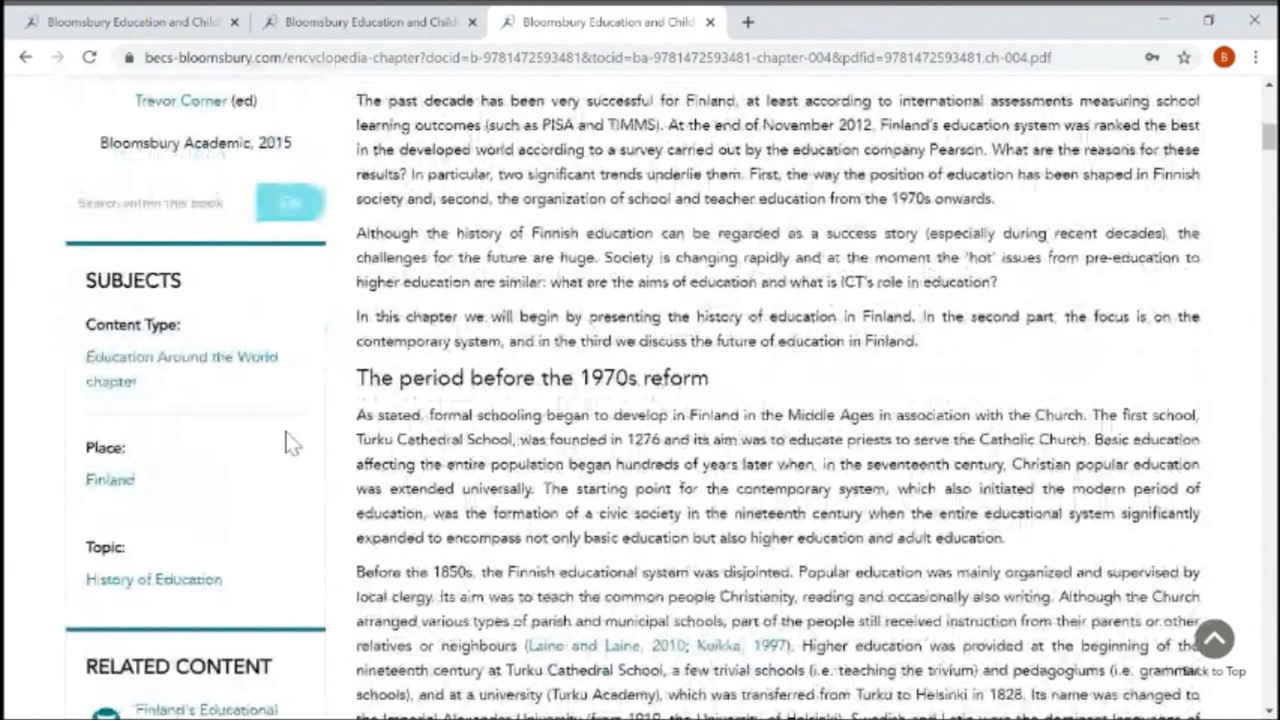 Bloomsbury Education and Child
Bloomsbury Education and Child
Bloomsbury Education and Child
becs-bloomsbury.com/encyclopedia-chapter?docid=b-9781472593481&tocid=ba-9781472593481-chapter-004&pdfid=9781472593481.ch-004.pdf
B
Trevor Corner (ed)
Bloomsbury Academic, 2015
Search within this book
SUBJECTS
Content Type:
Education Around the World
chapter
Place:
Finland
Topic:
History of Education
RELATED CONTENT
Finland's Educational
The past decade has been very successful for Finland, at least according to international assessments measuring school
learning outcomes (such as PISA and TIMMS). At the end of November 2012, Finland's education system was ranked the best
in the developed world according to a survey carried out by the education company Pearson. What are the reasons for these
results? In particular, two significant trends underlie them. First, the way the position of education has been shaped in Finnish
society and, second, the organization of school and teacher education from the 1970s onwards.
Although the history of Finnish education can be regarded as a success story (especially during recent decades), the
challenges for the future are huge. Society is changing rapidly and at the moment the 'hot' issues from pre-education to
higher education are similar: what are the aims of education and what is ICT's role in education?
In this chapter we will begin by presenting the history of education in Finland. In the second part, the focus is on the
contemporary system, and in the third we discuss the future of education in Finland.
The period before the 1970s reform
As stated, formal schooling began to develop in Finland in the Middle Ages in association with the Church. The first school,
Turku Cathedral School, was founded in 1276 and its aim was to educate priests to serve the Catholic Church. Basic education
affecting the entire population began hundreds of years later when, in the seventeenth century, Christian popular education
was extended universally. The starting point for the contemporary system, which also initiated the modern period of
education, was the formation of a civic society in the nineteenth century when the entire educational system significantly
expanded to encompass not only basic education but also higher education and adult education.
Before the 1850s, the Finnish educational system was disjointed. Popular education was mainly organized and supervised by
local clergy. Its aim was to teach the common people Christianity, reading and occasionally also writing. Although the Church
arranged various types of parish and municipal schools, part of the people still received instruction from their parents or other
relatives or neighbours (Laine and Laine, 2010; Kuikka, 1997). Higher education was provided at the beginning of the
nineteenth century at Turku Cathedral School, a few trivial schools (i.e. teaching the trivium) and pedagogiums (i.e. grammar
schools), and at a university (Turku Academy), which was transferred from Turku to Helsinki in 1828. Its name was changed to
the Imperial Alexander University (from 1919, the University of Helsinki). Swedish and Latin were the dominant languages of
Back to Top